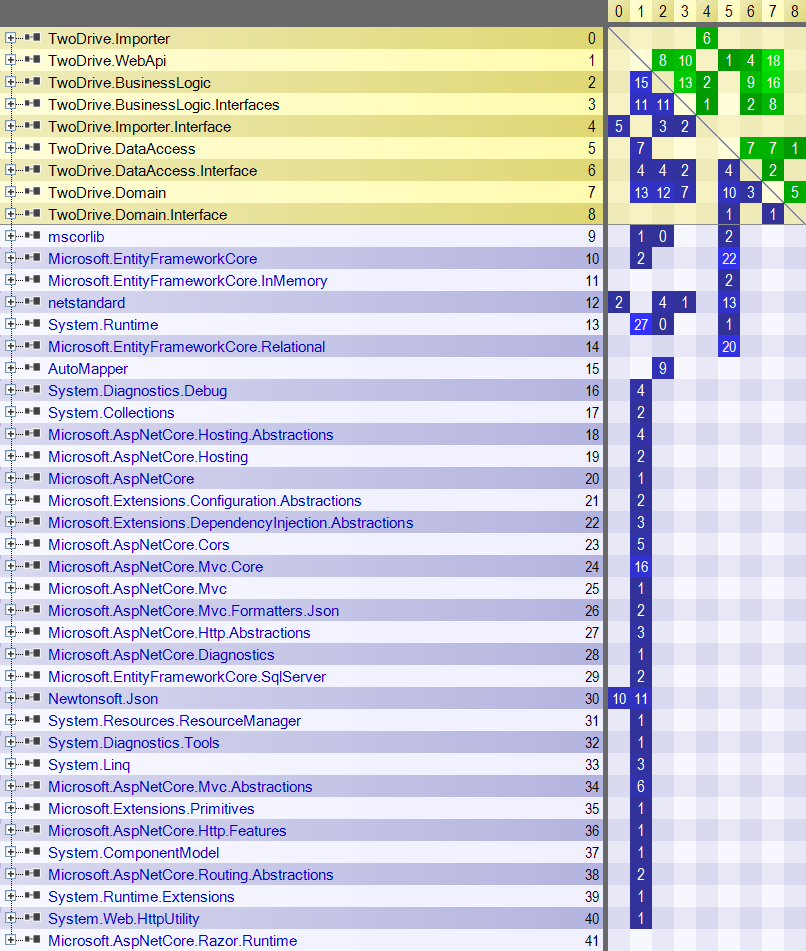 0 1 2 3 4 5 6 7 8
TwoDrive.Importer 0 6
TwoDrive.WebApi 1 8 10 1 4 18
TwoDrive.BusinessLogic 2 15 13 2 9 16
TwoDrive.BusinessLogic.Interfaces 3 11 11 1 2 8
TwoDrive.Importer.Interface 4 5 3 2
TwoDrive.DataAccess 5 7 7 7 1
TwoDrive.DataAccess.Interface 6 4 4 2 4 2
TwoDrive.Domain 7 13 12 7 10 3 5
TwoDrive.Domain.Interface 8 1 1
mscorlib 9 1 0 2
Microsoft.EntityFrameworkCore 10 2 22
Microsoft.EntityFrameworkCore.InMemory 11 2
netstandard 12 2 4 1 13
System.Runtime 13 27 0 1
Microsoft.EntityFrameworkCore.Relational 14 20
AutoMapper 15 9
System.Diagnostics.Debug 16 4
System.Collections 17 2
Microsoft.AspNetCore.Hosting.Abstractions 18 4
Microsoft.AspNetCore.Hosting 19 2
Microsoft.AspNetCore 20 1
Microsoft.Extensions.Configuration.Abstractions 21 2
Microsoft.Extensions.DependencyInjection.Abstractions 22 3
Microsoft.AspNetCore.Cors 23 5
Microsoft.AspNetCore.Mvc.Core 24 16
Microsoft.AspNetCore.Mvc 25 1
Microsoft.AspNetCore.Mvc.Formatters.Json 26 2
Microsoft.AspNetCore.Http.Abstractions 27 3
Microsoft.AspNetCore.Diagnostics 28 1
Microsoft.EntityFrameworkCore.SqlServer 29 2
Newtonsoft.Json 30 10 11
System.Resources.ResourceManager 31 1
System.Diagnostics.Tools 32 1
System.Linq 33 3
Microsoft.AspNetCore.Mvc.Abstractions 34 6
Microsoft.Extensions.Primitives 35 1
Microsoft.AspNetCore.Http.Features 36 1
System.ComponentModel 37 1
Microsoft.AspNetCore.Routing.Abstractions 38 2
System.Runtime.Extensions 39 1
System.Web.HttpUtility 40 1
Microsoft.AspNetCore.Razor.Runtime 41